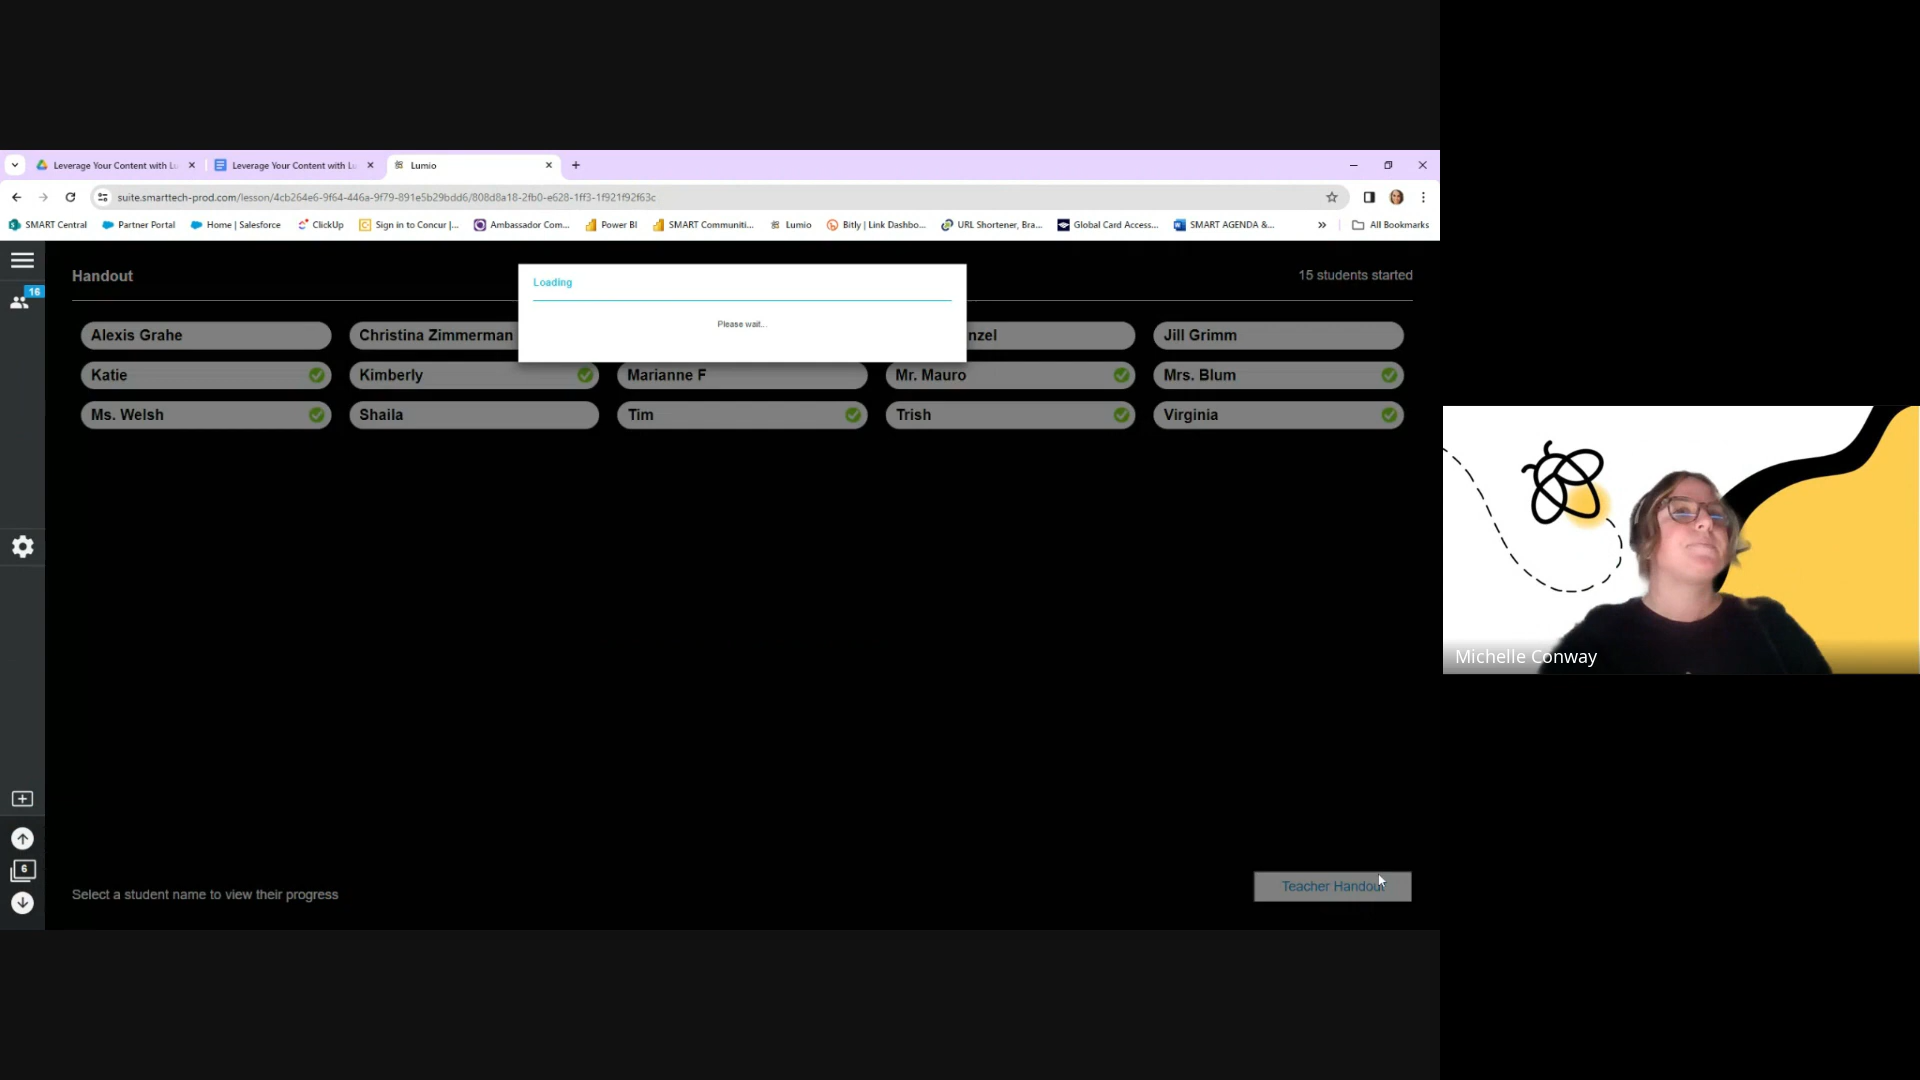 Leverage Your Content with Lu
Leverage Your Content with Lu
Lumio
suite.smarttech-prod.com/lesson/4cb264e6-9f64-446a-9f79-891e5b29bdd6/808d8a18-2fb0-e628-1ff3-1f921f92f63c
SMART Central
Partner Portal
Home | Salesforce
ClickUp
Sign in to Concur |...
Ambassador Com...
Power BI
SMART Communiti...
Lumio
Bitly | Link Dashbo...
URL Shortener, Bra...
Global Card Access...
SMART AGENDA &...
All Bookmarks
Handout
15 students started
16
Loading
Please wait...
Alexis Grahe
Christina Zimmerman
nzel
Jill Grimm
Katie
Kimberly
Marianne F
Mr. Mauro
Mrs. Blum
Ms. Welsh
Shaila
Tim
Trish
Virginia
Michelle Conway
6
Select a student name to view their progress
Teacher Handout